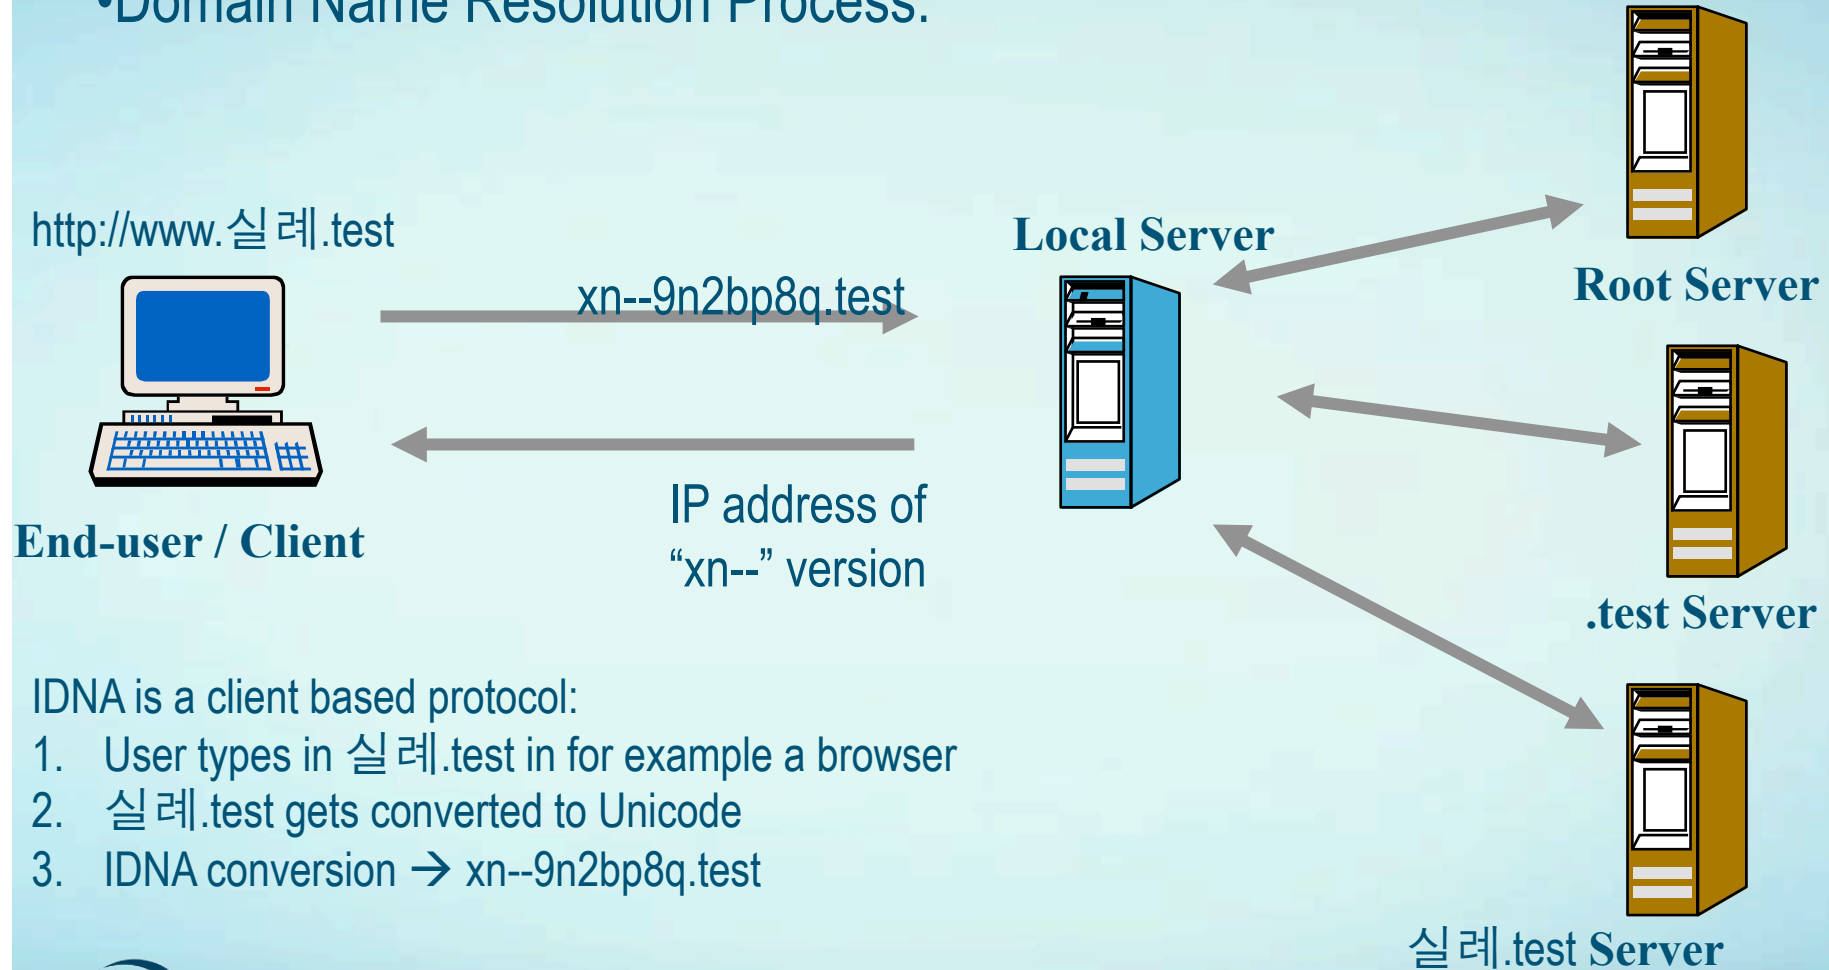 •Domain Name Resolution Process:
http://www.실례.test
Local Server
Root Server
xn--9n2bp8q.test
End-user / Client
IP address of
“xn--” version
.test Server
IDNA is a client based protocol:
1. User types in 실례.test in for example a browser
2. 실례.test gets converted to Unicode
3. IDNA conversion → xn--9n2bp8q.test
실례.test Server